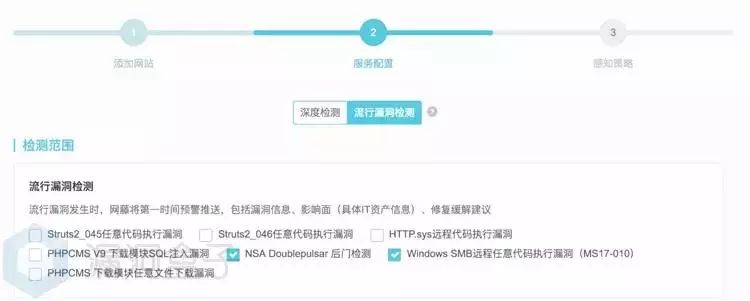 1
2
3
添加网站
服务配置
感知策略
深度检测 流行漏洞检测 ?
检测范围
流行漏洞检测
流行漏洞发生时，网藤将第一时间预警推送，包括漏洞信息、影响面（具体IT资产信息）、修复缓解建议
Struts2_045任意代码执行漏洞 Struts2_046任意代码执行漏洞 HTTP.sys远程代码执行漏洞
PHPCMS V9 下载模块SQL注入漏洞 NSA Doublepulsar 后门检测 Windows SMB远程任意代码执行漏洞（MS17-010）
PHPCMS 下载模块任意文件下载漏洞
漏洞盒子